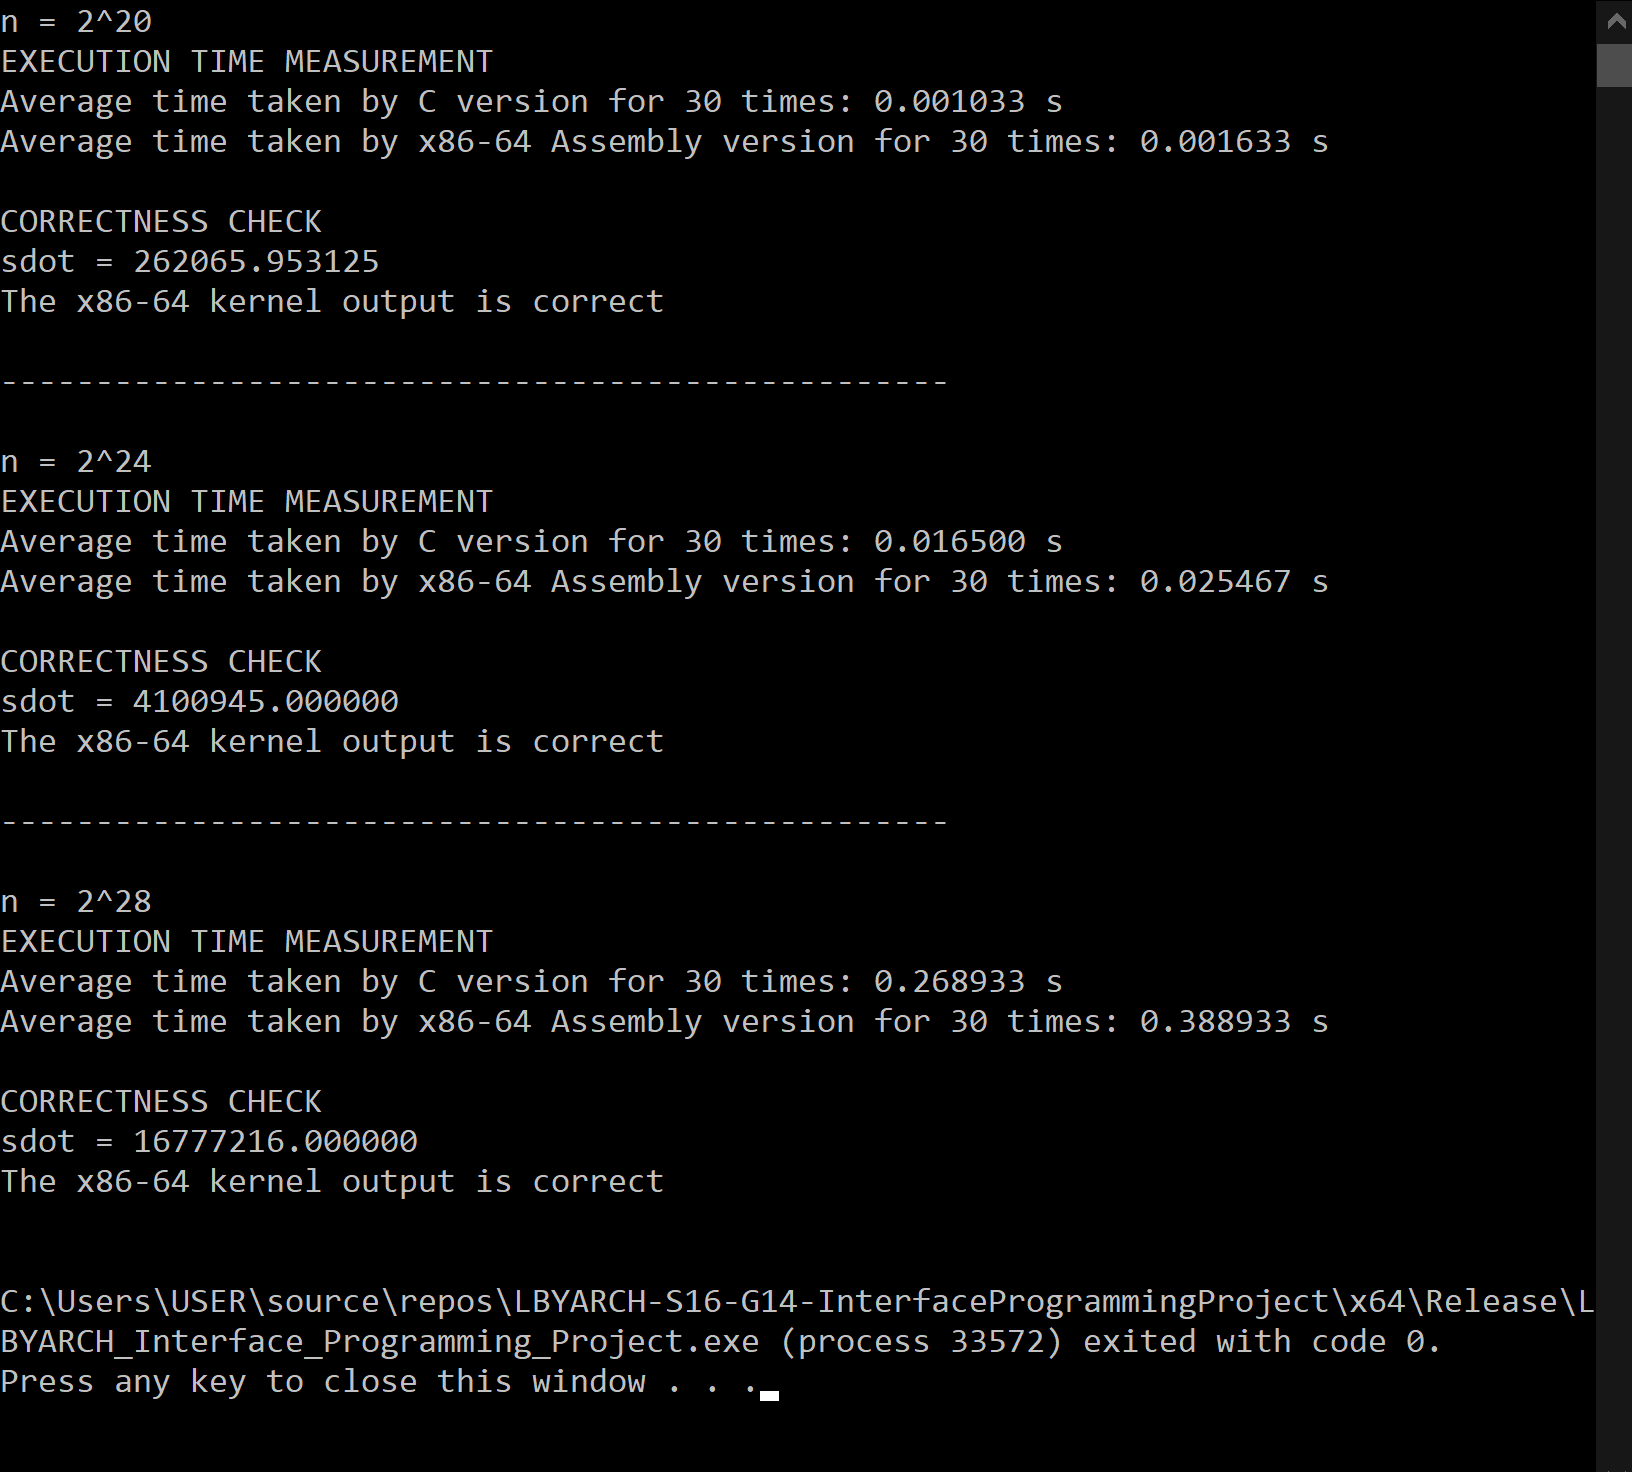 n = 2^20
EXECUTION TIME MEASUREMENT
Average time taken by C version for 30 times: 0.001033 s
Average time taken by x86-64 Assembly version for 30 times: 0.001633 s
CORRECTNESS CHECK
sdot = 262065.953125
The x86-64 kernel output is correct
--------------------------------------------------
n = 2^24
EXECUTION TIME MEASUREMENT
Average time taken by C version for 30 times: 0.016500 s
Average time taken by x86-64 Assembly version for 30 times: 0.025467 s
CORRECTNESS CHECK
sdot = 4100945.000000
The x86-64 kernel output is correct
--------------------------------------------------
n = 2^28
EXECUTION TIME MEASUREMENT
Average time taken by C version for 30 times: 0.268933 s
Average time taken by x86-64 Assembly version for 30 times: 0.388933 s
CORRECTNESS CHECK
sdot = 16777216.000000
The x86-64 kernel output is correct
C:\Users\USER\source\repos\LBYARCH-S16-G14-InterfaceProgrammingProject\x64\Release\L
BYARCH_Interface_Programming_Project.exe (process 33572) exited with code 0.
Press any key to close this window . . .